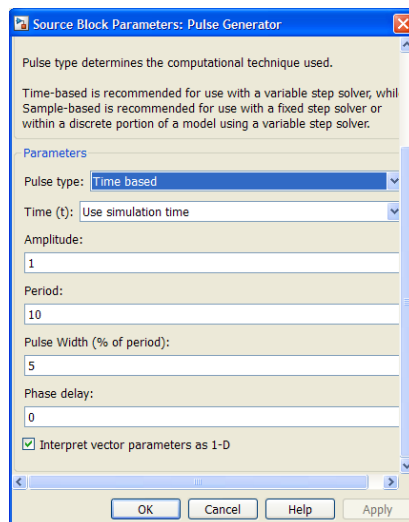 Source Block Parameters: Pulse Generator
Pulse type determines the computational technique used.
Time-based is recommended for use with a variable step solver, whil
Sample-based is recommended for use with a fixed step solver or
within a discrete portion of a model using a variable step solver.
Parameters
Pulse type: Time based
Time (t): Use simulation time
Amplitude:
1
Period:
10
Pulse Width (% of period):
5
Phase delay:
0
Interpret vector parameters as 1-D
OK Cancel Help Apply